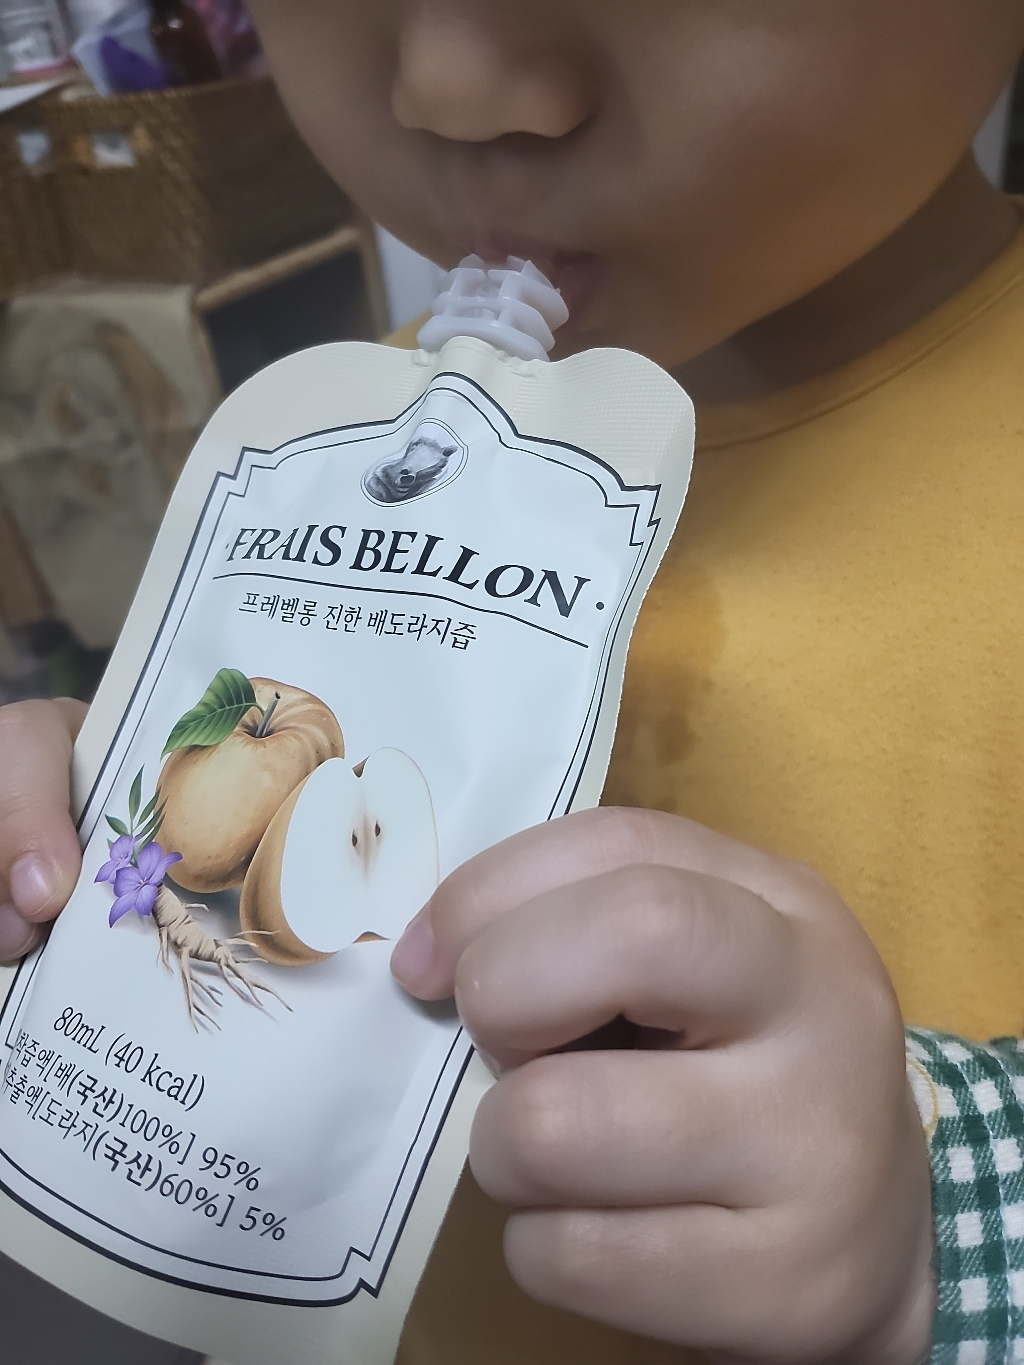 FRAIS BELLON
프레벨롱 진한 배도라지즙
80mL (40 kcal)
착즙액[배(국산)100%] 95%
추출액[도라지(국산)60%] 5%